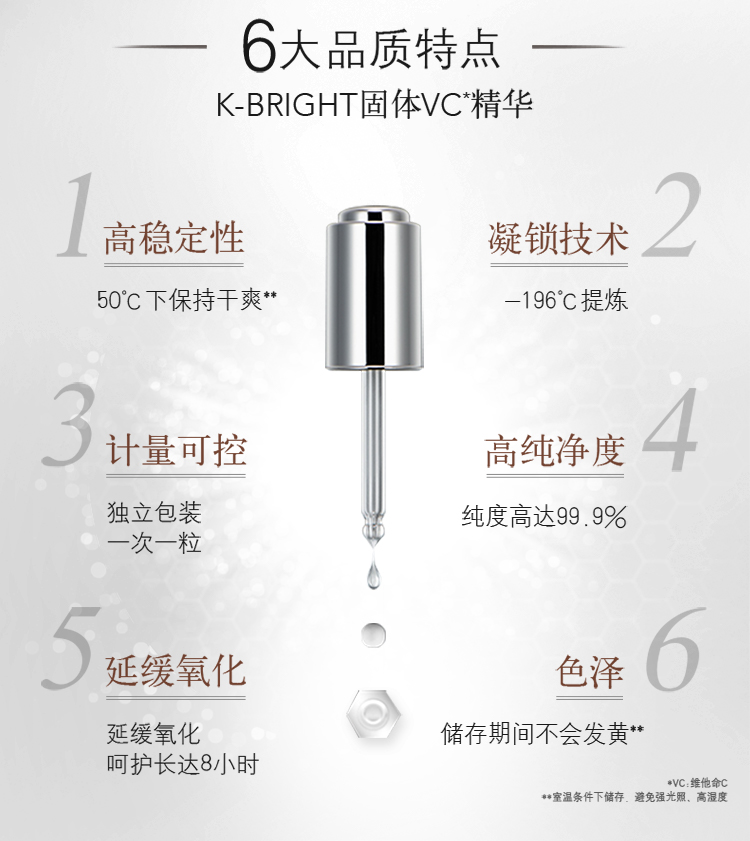 6大品质特点
K-BRIGHT固体VC*精华
1
高稳定性
50℃下保持干爽**
2
凝锁技术
–196℃提炼
3
计量可控
独立包装
一次一粒
4
高纯净度
纯度高达99.9%
5
延缓氧化
延缓氧化
呵护长达8小时
6
色泽
储存期间不会发黄**
*VC:维他命C
**室温条件下储存，避免强光照、高湿度